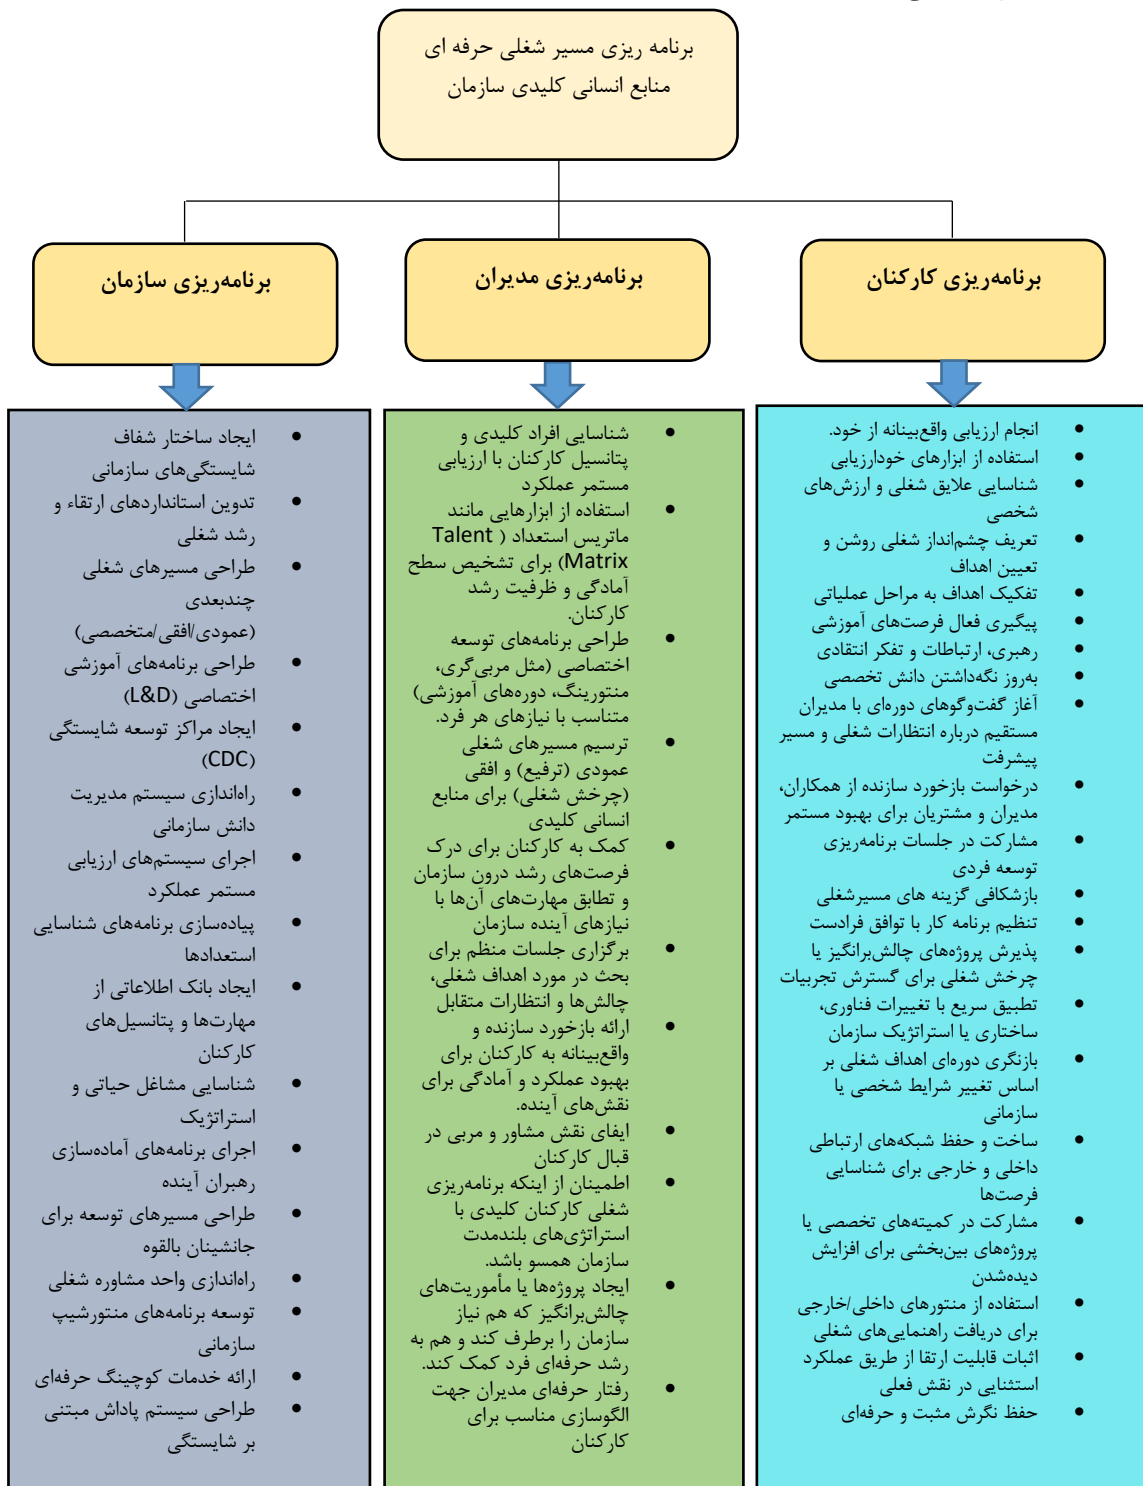 برنامه ریزی مسیر شغلی حرفه ای
منابع انسانی کلیدی سازمان
برنامه‌ریزی کارکنان
برنامه‌ریزی مدیران
برنامه‌ریزی سازمان
• انجام ارزیابی واقع‌بینانه از خود.
• استفاده از ابزارهای خودارزیابی
• شناسایی علایق شغلی و ارزش‌های
شخصی
• تعریف چشم‌انداز شغلی روشن و
تعیین اهداف
• تفکیک اهداف به مراحل عملیاتی
• پیگیری فعال فرصت‌های آموزشی
• رهبری، ارتباطات و تفکر انتقادی
• به‌روز نگه‌داشتن دانش تخصصی
• آغاز گفت‌وگوهای دوره‌ای با مدیران
مستقیم درباره انتظارات شغلی و مسیر
پیشرفت
• درخواست بازخورد سازنده از همکاران،
مدیران و مشتریان برای بهبود مستمر
• مشارکت در جلسات برنامه‌ریزی
توسعه فردی
• بازشکافی گزینه های مسیرشغلی
• تنظیم برنامه کار با توافق فرادست
• پذیرش پروژه‌های چالش‌برانگیز یا
چرخش شغلی برای گسترش تجربیات
• تطبیق سریع با تغییرات فناوری،
ساختاری یا استراتژیک سازمان
• بازنگری دوره‌ای اهداف شغلی بر
اساس تغییر شرایط شخصی یا
سازمانی
• ساخت و حفظ شبکه‌های ارتباطی
داخلی و خارجی برای شناسایی
فرصت‌ها
• مشارکت در کمیته‌های تخصصی یا
پروژه‌های بین‌بخشی برای افزایش
دیده‌شدن
• استفاده از منتورهای داخلی/خارجی
برای دریافت راهنمایی‌های شغلی
• اثبات قابلیت ارتقا از طریق عملکرد
استثنایی در نقش فعلی
• حفظ نگرش مثبت و حرفه‌ای
• شناسایی افراد کلیدی و
پتانسیل کارکنان با ارزیابی
مستمر عملکرد
• استفاده از ابزارهایی مانند
ماتریس استعداد (Talent
Matrix) برای تشخیص سطح
آمادگی و ظرفیت رشد
کارکنان.
• طراحی برنامه‌های توسعه
اختصاصی (مثل مربی‌گری،
منتورینگ، دوره‌های آموزشی)
متناسب با نیازهای هر فرد.
• ترسیم مسیرهای شغلی
عمودی (ترفیع) و افقی
(چرخش شغلی) برای منابع
انسانی کلیدی
• کمک به کارکنان برای درک
فرصت‌های رشد درون سازمان
و تطابق مهارت‌های آن‌ها با
نیازهای آینده سازمان
• برگزاری جلسات منظم برای
بحث در مورد اهداف شغلی،
چالش‌ها و انتظارات متقابل
• ارائه بازخورد سازنده و
واقع‌بینانه به کارکنان برای
بهبود عملکرد و آمادگی برای
نقش‌های آینده.
• ایفای نقش مشاور و مربی در
قبال کارکنان
• اطمینان از اینکه برنامه‌ریزی
شغلی کارکنان کلیدی با
استراتژی‌های بلندمدت
سازمان همسو باشد.
• ایجاد پروژه‌ها یا مأموریت‌های
چالش‌برانگیز که هم نیاز
سازمان را برطرف کند و هم به
رشد حرفه‌ای فرد کمک کند.
• رفتار حرفه‌ای مدیران جهت
الگوسازی مناسب برای
کارکنان
• ایجاد ساختار شفاف
شایستگی‌های سازمانی
• تدوین استانداردهای ارتقاء و
رشد شغلی
• طراحی مسیرهای شغلی
چندبعدی
(عمودی/افقی/متخصصی)
• طراحی برنامه‌های آموزشی
اختصاصی (L&D)
• ایجاد مراکز توسعه شایستگی
(CDC)
• راه‌اندازی سیستم مدیریت
دانش سازمانی
• اجرای سیستم‌های ارزیابی
مستمر عملکرد
• پیاده‌سازی برنامه‌های شناسایی
استعدادها
• ایجاد بانک اطلاعاتی از
مهارت‌ها و پتانسیل‌های
کارکنان
• شناسایی مشاغل حیاتی و
استراتژیک
• اجرای برنامه‌های آماده‌سازی
رهبران آینده
• طراحی مسیرهای توسعه برای
جانشینان بالقوه
• راه‌اندازی واحد مشاوره شغلی
• توسعه برنامه‌های منتورشیپ
سازمانی
• ارائه خدمات کوچینگ حرفه‌ای
• طراحی سیستم پاداش مبتنی
بر شایستگی